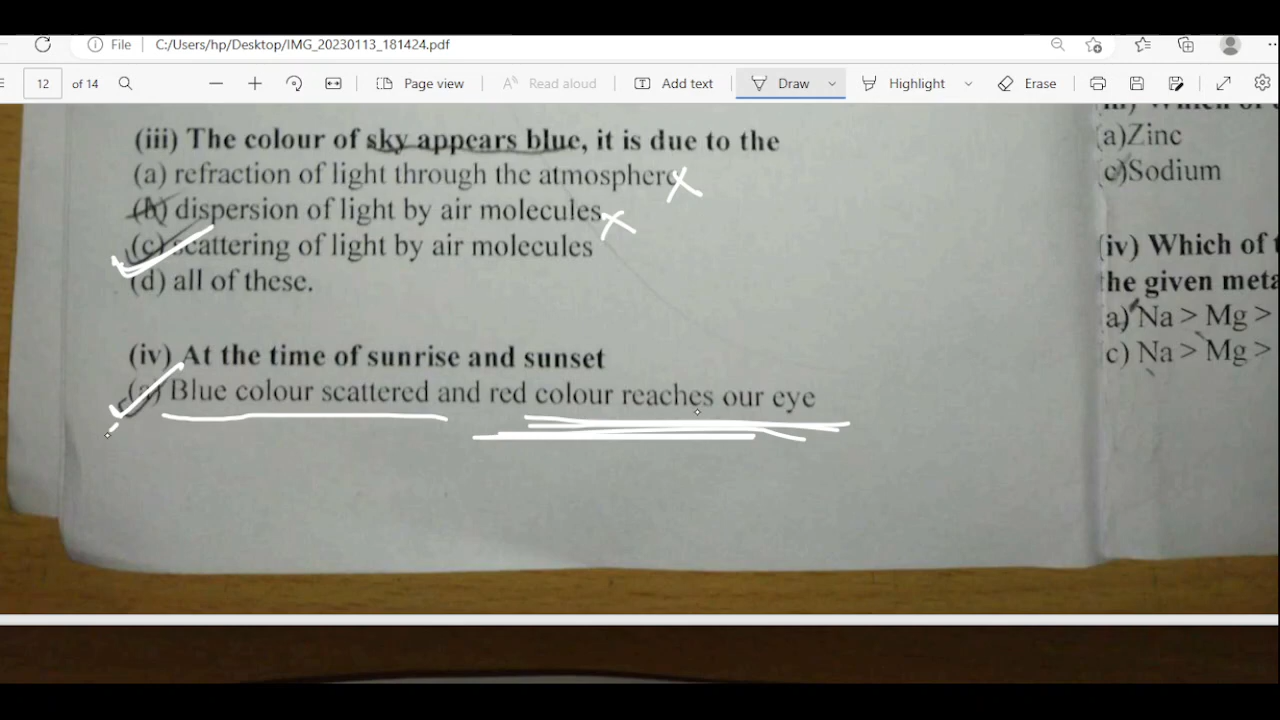 File C:/Users/hp/Desktop/IMG_20230113_181424.pdf
12 of 14 Page view Read aloud Add text Draw Highlight Erase
(iii) The colour of sky appears blue, it is due to the
(a) refraction of light through the atmosphere
(b) dispersion of light by air molecules
(c) scattering of light by air molecules
(d) all of these.
(iv) At the time of sunrise and sunset
(a) Blue colour scattered and red colour reaches our eye
(a)Zinc
(c)Sodium
(iv) Which of
the given meta
a) Na > Mg >
c) Na > Mg >